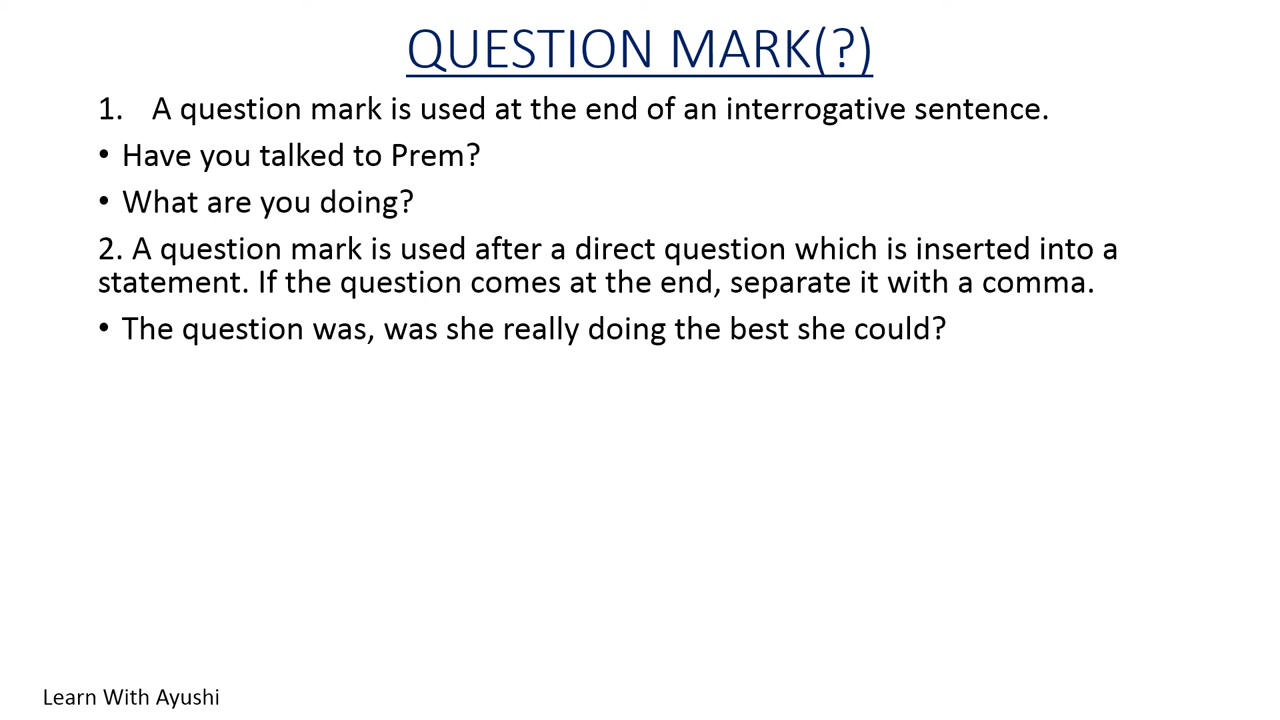 QUESTION MARK(?)
1. A question mark is used at the end of an interrogative sentence.
• Have you talked to Prem?
• What are you doing?
2. A question mark is used after a direct question which is inserted into a
statement. If the question comes at the end, separate it with a comma.
• The question was, was she really doing the best she could?
Learn With Ayushi